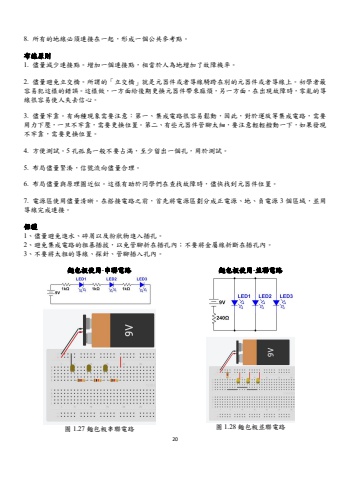 8. 所有的地線必須連接在一起，形成一個公共參考點。
布線原則
1. 儘量減少連接點。增加一個連接點，相當於人為地增加了故障機率。
2. 儘量避免立交橋。所謂的「立交橋」就是元件或者導線騎跨在別的元件或者導線上。初學者最
容易犯這樣的錯誤。這樣做，一方面給後期更換元件帶來麻煩，另一方面，在出現故障時，零亂的導
線很容易使人失去信心。
3. 儘量牢靠。有兩種現象需要注意：第一、集成電路很容易鬆動，因此，對於運放等集成電路，需要
用力下壓，一旦不牢靠，需要更換位置。第二、有些元件管腳太細，要注意輕輕撥動一下，如果發現
不牢靠，需要更換位置。
4. 方便測試。5 孔孤島一般不要占滿，至少留出一個孔，用於測試。
5. 布局儘量緊湊。信號流向儘量合理。
6. 布局儘量與原理圖近似。這樣有助於同學們在查找故障時，儘快找到元件位置。
7. 電源區使用儘量清晰。在搭接電路之前，首先將電源區劃分成正電源、地、負電源 3 個區域，並用
導線完成連接。
保護
1、儘量避免進水、碎屑以及粉狀物進入插孔。
2、避免集成電路的粗暴插拔，以免管腳折在插孔內；不要將金屬線折斷在插孔內。
3、不要將太粗的導線、探針、管腳插入孔內。
麵包板使用-串聯電路
LED1 LED2 LED3
1kΩ 1kΩ 1kΩ
9V
9V
圖 1.27 麵包板串聯電路
麵包板使用-並聯電路
LED1 LED2 LED3
9V
240Ω
9V
圖 1.28 麵包板並聯電路
20